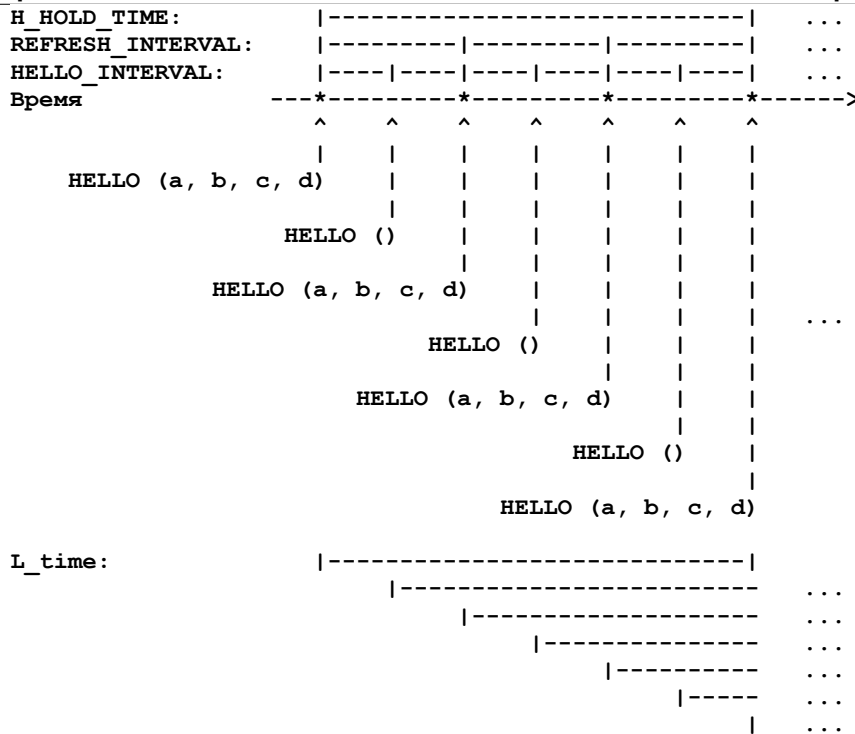 H_HOLD_TIME:             |-----------------------------|   ...
REFRESH_INTERVAL:    |---------|---------|---------|   ...
HELLO_INTERVAL:      |----|----|----|----|----|----|   ...
Время             ---*---------*---------*---------*------>
                     ^    ^    ^    ^    ^    ^    ^
                     |    |    |    |    |    |    |
    HELLO (a, b, c, d)    |    |    |    |    |    |
                          |    |    |    |    |    |
                   HELLO ()    |    |    |    |    |
                               |    |    |    |    |
              HELLO (a, b, c, d)    |    |    |    |
                                    |    |    |    |   ...
                             HELLO ()    |    |    |
                                         |    |    |
                        HELLO (a, b, c, d)    |    |
                                              |    |
                                       HELLO ()    |
                                                   |
                                  HELLO (a, b, c, d)
L_time:              |-----------------------------|
                          |-------------------------   ...
                               |--------------------   ...
                                    |---------------   ...
                                         |----------   ...
                                              |-----   ...
                                                   |   ...